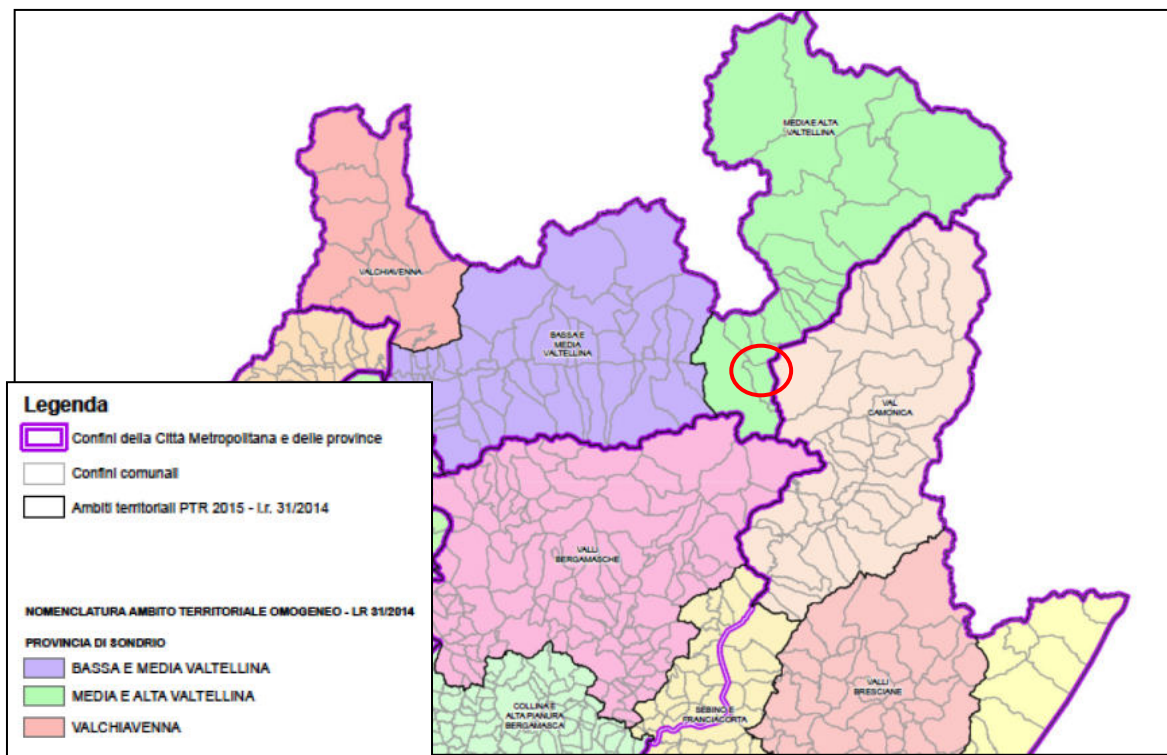 MEDIA E ALTA
VALTELLINA
VALCHIAVENNA
BASSA E
MEDIA
VALTELLINA
VAL
CAMONICA
VALLI
BERGAMASCHE
VALLI
BRESCIANE
SEBINO E
FRANCIACORTA
COLLINA E
ALTA PIANURA
BERGAMASCA
Legenda
Confini della Città Metropolitana e delle province
Confini comunali
Ambiti territoriali PTR 2015 - l.r. 31/2014
NOMENCLATURA AMBITO TERRITORIALE OMOGENEO - LR 31/2014
PROVINCIA DI SONDRIO
BASSA E MEDIA VALTELLINA
MEDIA E ALTA VALTELLINA
VALCHIAVENNA